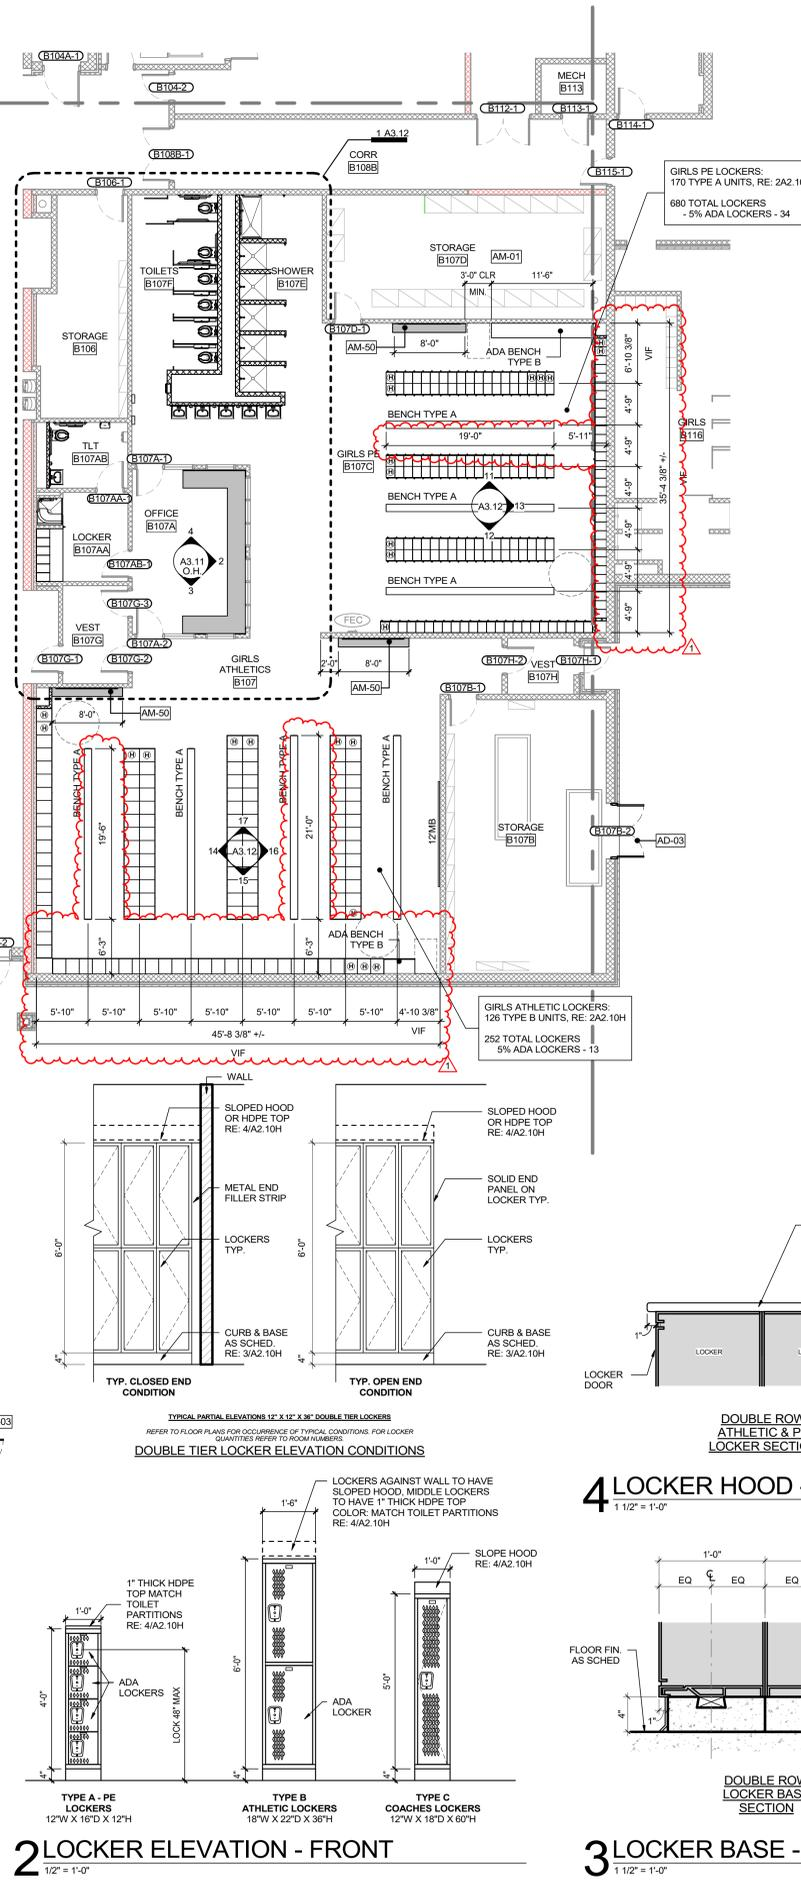 B104A-1
B104-2
MECH
B113
B112-1
B113-1
B114-1
1 A3.12
CORR
B108B
B108B-1
B115-1
B106-1
GIRLS PE LOCKERS:
170 TYPE A UNITS, RE: 2A2.10
680 TOTAL LOCKERS
- 5% ADA LOCKERS - 34
STORAGE
B107D
AM-01
TOILETS
B107F
SHOWER
B107E
3'-0" CLR
MIN.
11'-6"
STORAGE
B106
B107D-1
AM-50
8'-0"
ADA BENCH
TYPE B
6'-10 3/8"
VIF
H
H H H
BENCH TYPE A
4'-9"
19'-0"
5'-11"
4'-9"
GIRLS
B116
GIRLS PE
B107C
TLT
B107AB
B107A-1
35'-4 3/8" +/-
VIF
4'-9"
11
A3.12
13
12
BENCH TYPE A
B107AA-1
OFFICE
B107A
4'-9"
LOCKER
B107AA
B107AB-1
4
A3.11
O.H.
2
3
4'-9"
BENCH TYPE A
4'-9"
B107G-3
4'-9"
FEC
VEST
B107G
B107A-2
B107G-1
B107G-2
GIRLS
ATHLETICS
B107
2'-0"
8'-0"
AM-50
B107H-2
VEST
B107H
B107H-1
1
B107B-1
8'-0"
AM-50
BENCH TYPE A
BENCH TYPE A
BENCH TYPE A
BENCH TYPE A
19'-6"
21'-0"
17
14
A3.12
16
15
12'MB
STORAGE
B107B
B107B-2
AD-03
6'-3"
6'-3"
ADA BENCH
TYPE B
H H H
5'-10"
5'-10"
5'-10"
5'-10"
5'-10"
5'-10"
5'-10"
4'-10 3/8"
VIF
45'-8 3/8" +/-
VIF
1
GIRLS ATHLETIC LOCKERS:
126 TYPE B UNITS, RE: 2A2.10H
252 TOTAL LOCKERS
5% ADA LOCKERS - 13
WALL
SLOPED HOOD
OR HDPE TOP
RE: 4/A2.10H
METAL END
FILLER STRIP
LOCKERS
TYP.
CURB & BASE
AS SCHED.
RE: 3/A2.10H
6'-0"
4"
TYP. CLOSED END
CONDITION
SLOPED HOOD
OR HDPE TOP
RE: 4/A2.10H
SOLID END
PANEL ON
LOCKER TYP.
LOCKERS
TYP.
CURB & BASE
AS SCHED.
RE: 3/A2.10H
6'-0"
4"
TYP. OPEN END
CONDITION
TYPICAL PARTIAL ELEVATIONS 12" X 12" X 36" DOUBLE TIER LOCKERS
REFER TO FLOOR PLANS FOR OCCURRENCE OF TYPICAL CONDITIONS. FOR LOCKER
QUANTITIES REFER TO ROOM NUMBERS.
DOUBLE TIER LOCKER ELEVATION CONDITIONS
1"
LOCKER
LOCKER
DOOR
DOUBLE ROW
ATHLETIC & P
LOCKER SECTIO
4 LOCKER HOOD -
1 1/2" = 1'-0"
LOCKERS AGAINST WALL TO HAVE
SLOPED HOOD, MIDDLE LOCKERS
TO HAVE 1" THICK HDPE TOP
COLOR: MATCH TOILET PARTITIONS
RE: 4/A2.10H
1'-6"
SLOPE HOOD
RE: 4/A2.10H
1'-0"
1" THICK HDPE
TOP MATCH
TOILET
PARTITIONS
RE: 4/A2.10H
1'-0"
ADA
LOCKERS
LOCK 48" MAX
4'-0"
4"
6'-0"
4"
ADA
LOCKER
5'-0"
4"
TYPE A - PE
LOCKERS
12"W X 16"D X 12"H
TYPE B
ATHLETIC LOCKERS
18"W X 22"D X 36"H
TYPE C
COACHES LOCKERS
12"W X 18"D X 60"H
2 LOCKER ELEVATION - FRONT
1/2" = 1'-0"
1'-0"
EQ
EQ
EQ
FLOOR FIN.
AS SCHED
4"
1"
DOUBLE ROW
LOCKER BAS
SECTION
3 LOCKER BASE -
1 1/2" = 1'-0"